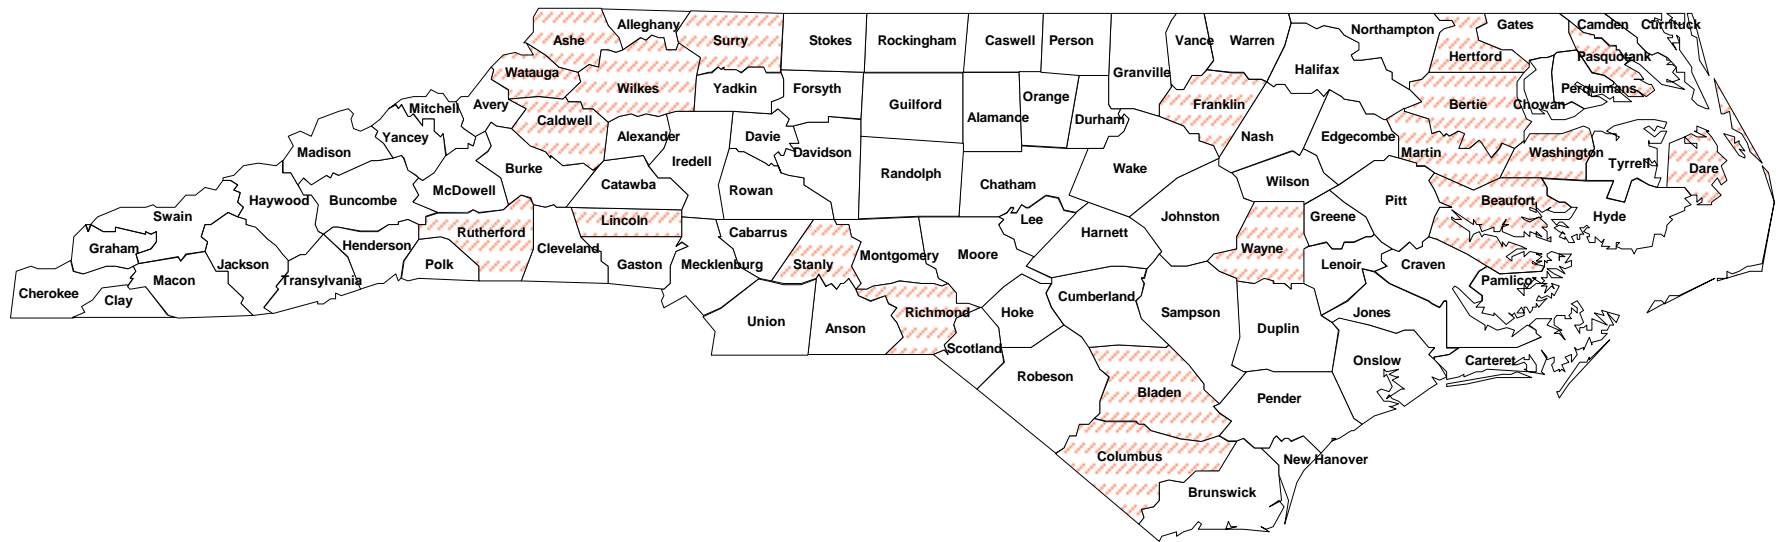 Alleghany
Northampton
Gates
Camden
Currituck
Ashe
Surry
Stokes
Rockingham
Caswell
Person
Vance
Warren
Hertford
Pasquotank
Watauga
Wilkes
Yadkin
Forsyth
Granville
Halifax
Perquimans
Mitchell
Avery
Guilford
Orange
Franklin
Bertie
Chowan
Caldwell
Alamance
Durham
Yancey
Alexander
Davie
Nash
Edgecombe
Madison
Iredell
Davidson
Martin
Washington
Tyrrell
Burke
Wake
Dare
McDowell
Catawba
Rowan
Randolph
Chatham
Wilson
Haywood
Buncombe
Pitt
Beaufort
Swain
Rutherford
Lincoln
Lee
Johnston
Greene
Hyde
Graham
Henderson
Cleveland
Cabarrus
Harnett
Wayne
Jackson
Polk
Gaston
Mecklenburg
Stanly
Montgomery
Moore
Lenoir
Craven
Cherokee
Clay
Macon
Transylvania
Pamlico
Union
Anson
Richmond
Hoke
Cumberland
Sampson
Duplin
Jones
Scotland
Robeson
Onslow
Carteret
Bladen
Pender
Columbus
New Hanover
Brunswick